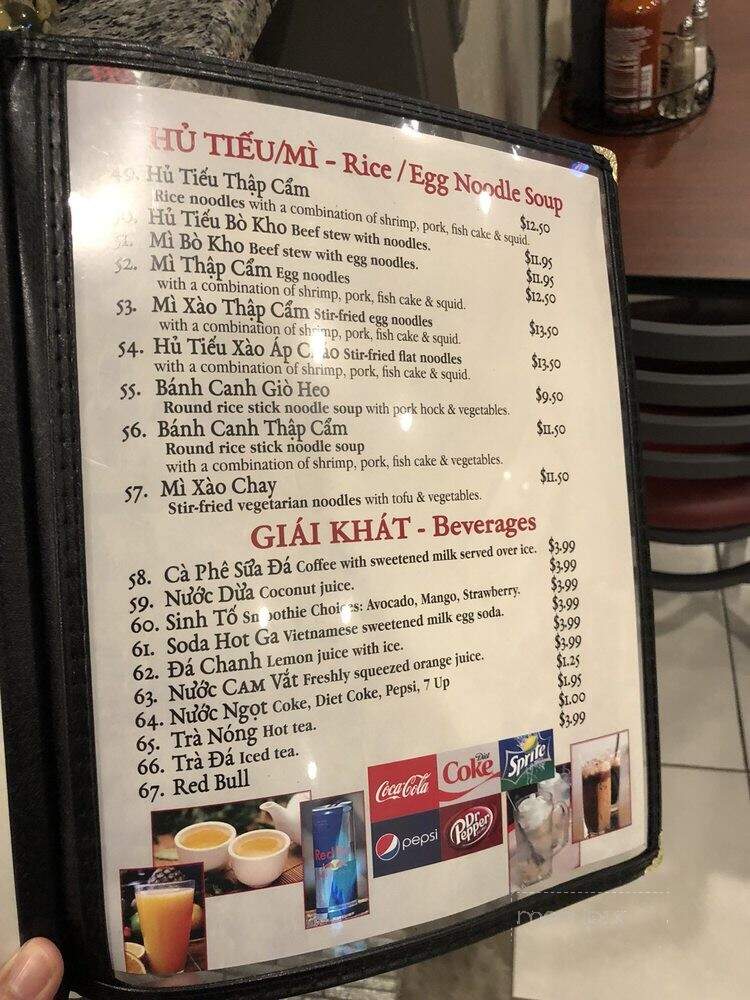 HỦ TIẾU/MÌ - Rice / Egg Noodle Soup
49. Hủ Tiếu Thập Cẩm $12.50
Rice noodles with a combination of shrimp, pork, fish cake & squid.
50. Hủ Tiếu Bò Kho Beef stew with noodles. $11.95
51. Mì Bò Kho Beef stew with egg noodles. $11.95
52. Mì Thập Cẩm Egg noodles $12.50
with a combination of shrimp, pork, fish cake & squid.
53. Mì Xào Thập Cẩm Stir-fried egg noodles $13.50
with a combination of shrimp, pork, fish cake & squid.
54. Hủ Tiếu Xào Áp Chảo Stir-fried flat noodles $13.50
with a combination of shrimp, pork, fish cake & squid.
55. Bánh Canh Giò Heo $9.50
Round rice stick noodle soup with pork hock & vegetables.
56. Bánh Canh Thập Cẩm $11.50
Round rice stick noodle soup
with a combination of shrimp, pork, fish cake & vegetables.
57. Mì Xào Chay $11.50
Stir-fried vegetarian noodles with tofu & vegetables.
GIÁI KHÁT - Beverages
58. Cà Phê Sữa Đá Coffee with sweetened milk served over ice. $3.99
59. Nước Dừa Coconut juice. $3.99
60. Sinh Tố Smoothie Choices: Avocado, Mango, Strawberry. $3.99
61. Soda Hot Ga Vietnamese sweetened milk egg soda. $3.99
62. Đá Chanh Lemon juice with ice. $3.99
63. Nước Cam Vắt Freshly squeezed orange juice. $3.99
64. Nước Ngọt Coke, Diet Coke, Pepsi, 7 Up $1.25
65. Trà Nóng Hot tea. $1.95
66. Trà Đá Iced tea. $1.00
67. Red Bull $3.99
Coca-Cola
Diet Coke
Sprite
pepsi
Dr Pepper
Red Bull